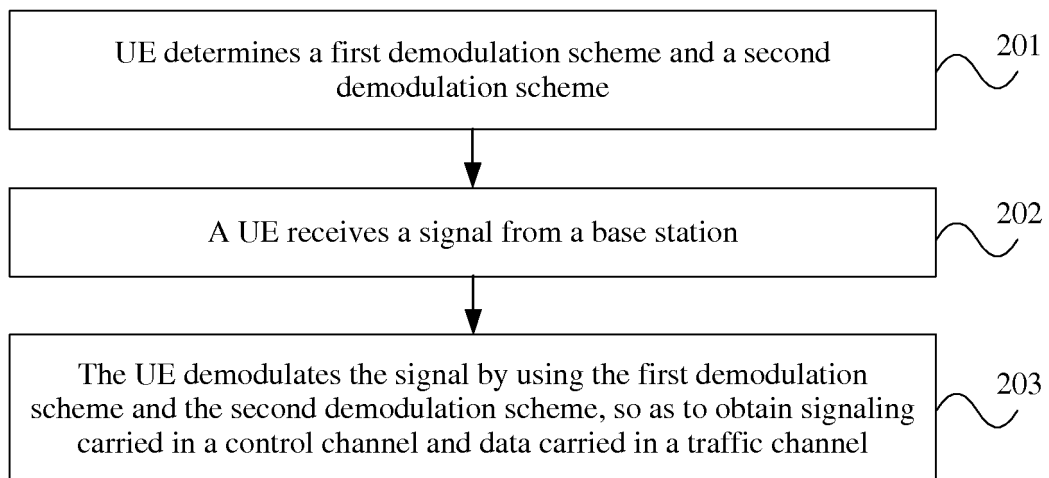 UE determines a first demodulation scheme and a second
demodulation scheme
201
A UE receives a signal from a base station
202
The UE demodulates the signal by using the first demodulation
scheme and the second demodulation scheme, so as to obtain signaling
carried in a control channel and data carried in a traffic channel
203